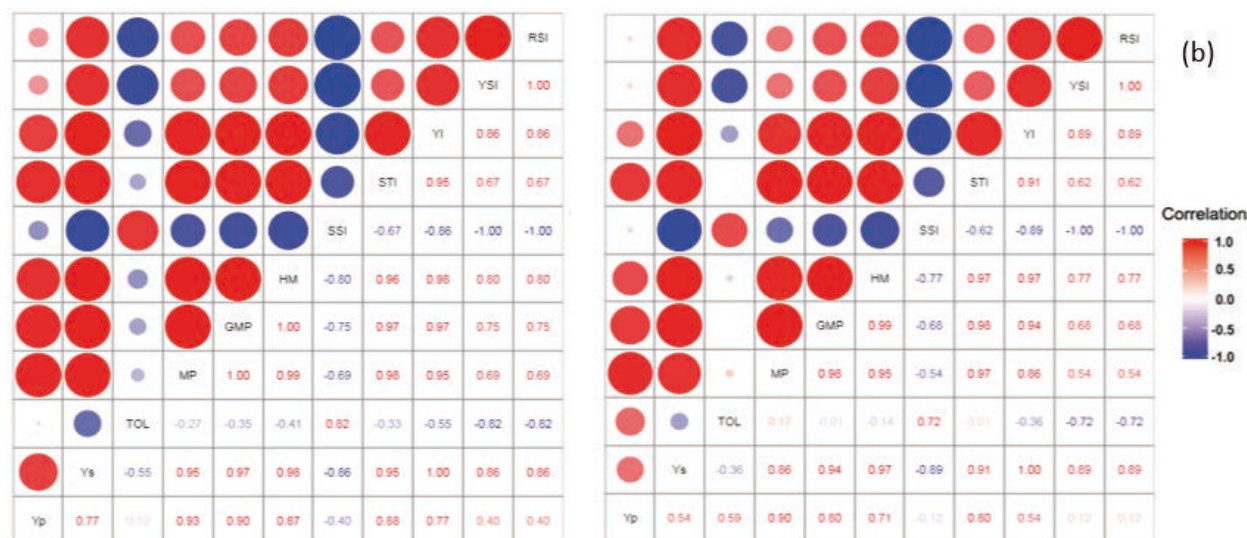 RSI
YSI 1.00
YI 0.86 0.86
STI 0.95 0.67 0.67
SSI -0.67 -0.86 -1.00 -1.00
HM -0.80 0.96 0.98 0.80 0.80
GMP 1.00 -0.75 0.97 0.97 0.75 0.75
MP 1.00 0.99 -0.69 0.98 0.95 0.69 0.69
TOL -0.27 -0.35 -0.41 0.82 -0.33 -0.55 -0.82 -0.82
Ys -0.55 0.95 0.97 0.98 -0.86 0.95 1.00 0.86 0.86
Yp 0.77 0.93 0.90 0.87 -0.40 0.88 0.77 0.40 0.40
RSI
YSI 1.00
YI 0.89 0.89
STI 0.91 0.62 0.62
SSI -0.62 -0.89 -1.00 -1.00
HM -0.77 0.97 0.97 0.77 0.77
GMP 0.99 -0.68 0.98 0.94 0.68 0.68
MP 0.98 0.95 -0.54 0.97 0.86 0.54 0.54
TOL 0.17 -0.01 -0.14 0.72 0.01 -0.36 -0.72 -0.72
Ys -0.36 0.86 0.94 0.97 -0.89 0.91 1.00 0.89 0.89
Yp 0.54 0.59 0.90 0.80 0.71 -0.12 0.80 0.54 0.12 0.12
(b)
Correlation
1.0
0.5
0.0
-0.5
-1.0